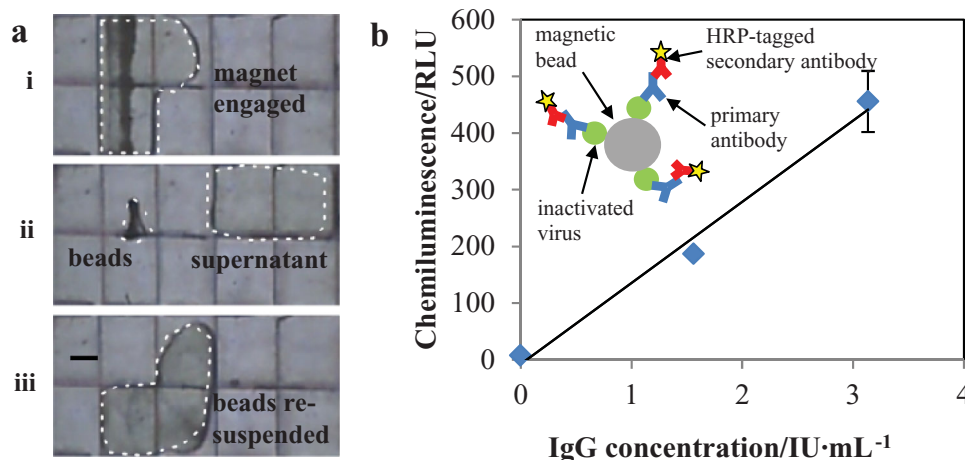 a
i
magnet
engaged
ii
beads
supernatant
iii
beads re-
suspended
b
Chemiluminescence/RLU
600
500
400
300
200
100
0
magnetic
bead
HRP-tagged
secondary antibody
primary
antibody
inactivated
virus
0
1
2
3
4
IgG concentration/IU·mL⁻¹